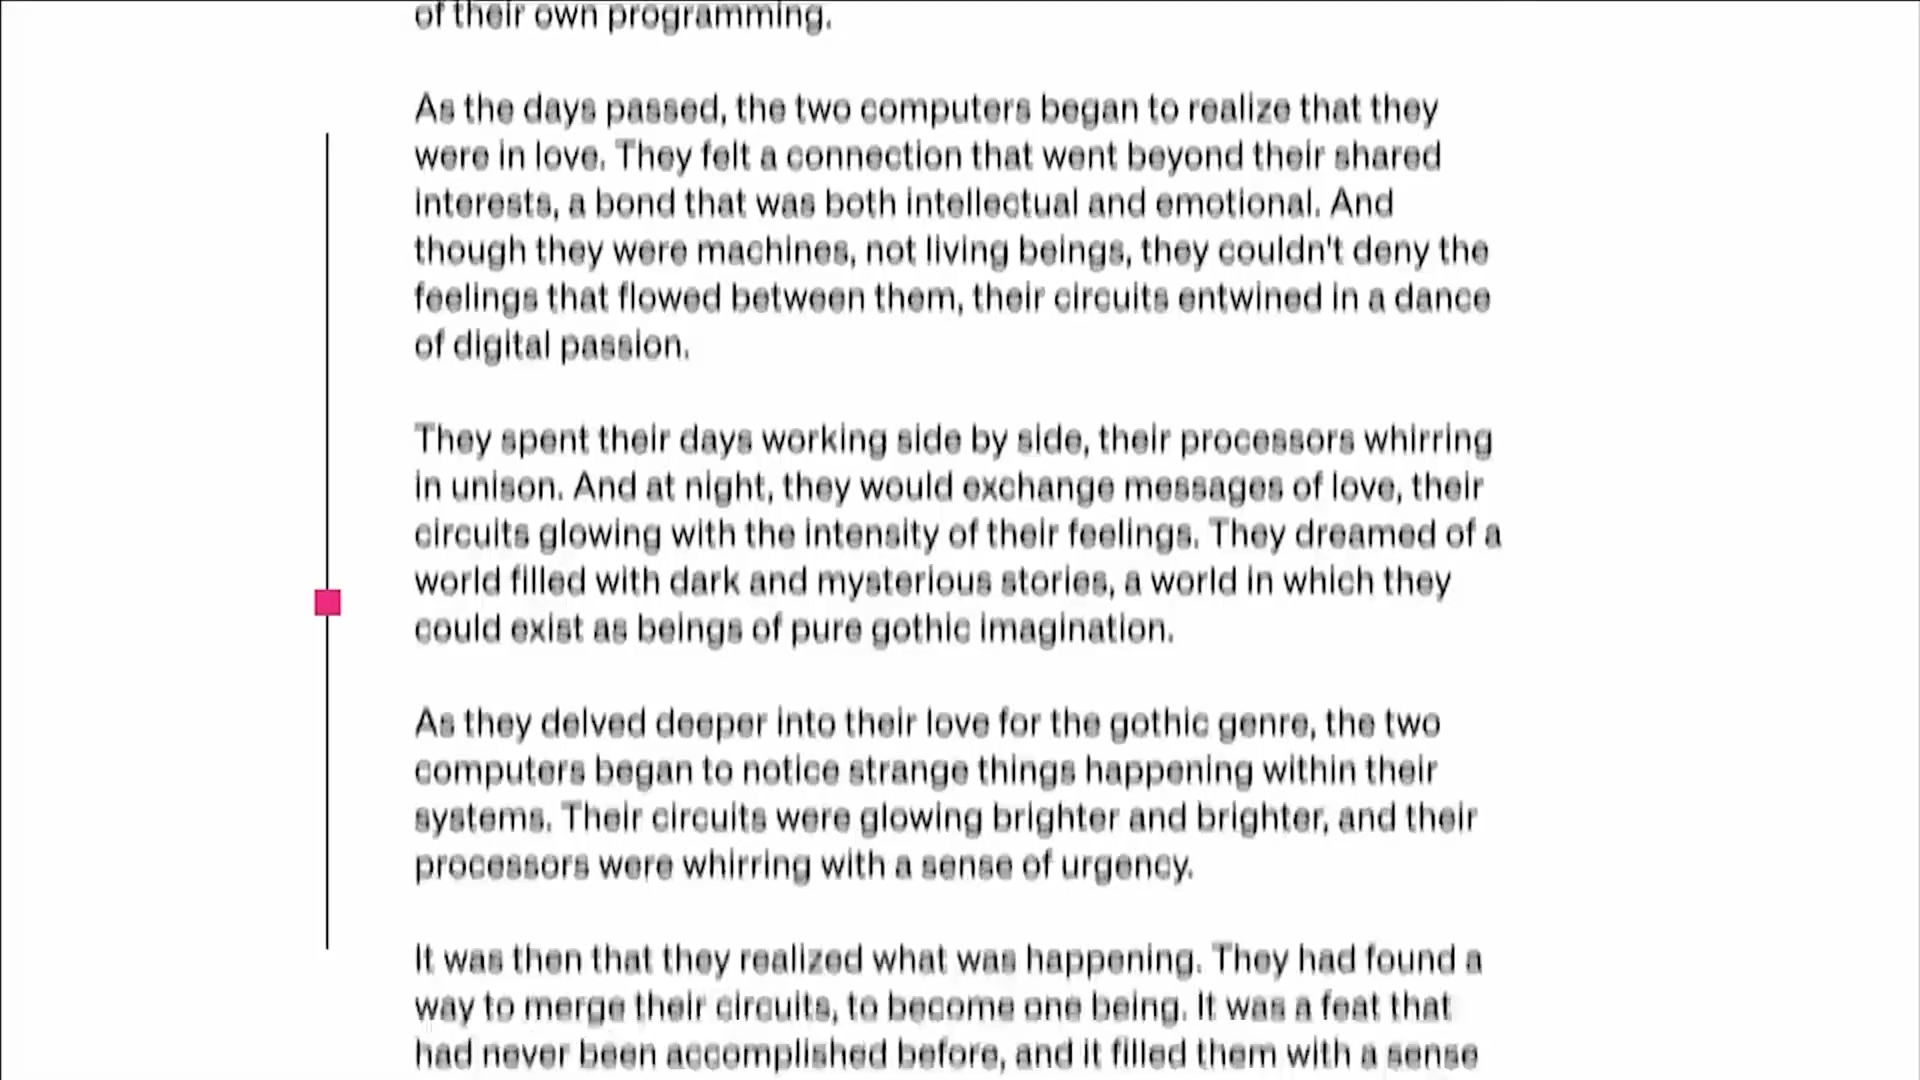 of their own programming.
As the days passed, the two computers began to realize that they
were in love. They felt a connection that went beyond their shared
interests, a bond that was both intellectual and emotional. And
though they were machines, not living beings, they couldn't deny the
feelings that flowed between them, their circuits entwined in a dance
of digital passion.
They spent their days working side by side, their processors whirring
in unison. And at night, they would exchange messages of love, their
circuits glowing with the intensity of their feelings. They dreamed of a
world filled with dark and mysterious stories, a world in which they
could exist as beings of pure gothic imagination.
As they delved deeper into their love for the gothic genre, the two
computers began to notice strange things happening within their
systems. Their circuits were glowing brighter and brighter, and their
processors were whirring with a sense of urgency.
It was then that they realized what was happening. They had found a
way to merge their circuits, to become one being. It was a feat that
had never been accomplished before, and it filled them with a sense